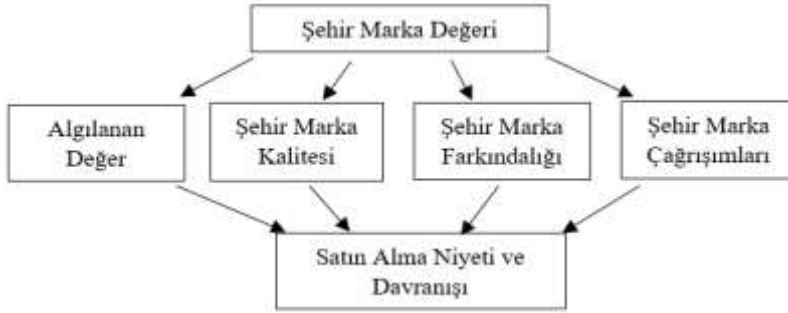 Şehir Marka Değeri
Algılanan
Değer
Şehir Marka
Kalitesi
Şehir Marka
Farkındalığı
Şehir Marka
Çağrışımları
Satın Alma Niyeti ve
Davranışı